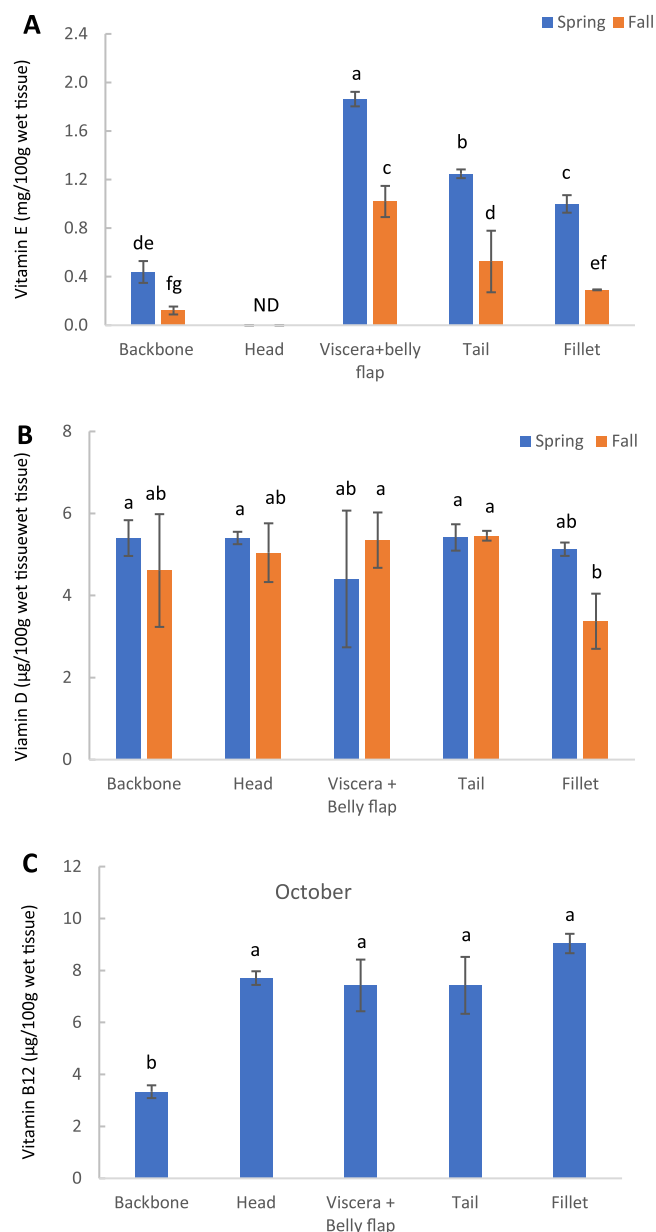 A
Spring Fall
Vitamin E (mg/100g wet tissue)
2.4
2.0
1.6
1.2
0.8
0.4
0.0
de
fg
ND
a
c
b
d
c
ef
Backbone Head Viscera+belly flap Tail Fillet
B
Spring Fall
Viamin D (µg/100g wet tissuewet tissue)
8
6
4
2
0
a
ab
a
ab
ab
a
a
a
ab
b
Backbone Head Viscera + Belly flap Tail Fillet
C
October
Vitamin B12 (µg/100g wet tissue)
12
10
8
6
4
2
0
b
a
a
a
a
Backbone Head Viscera + Belly flap Tail Fillet